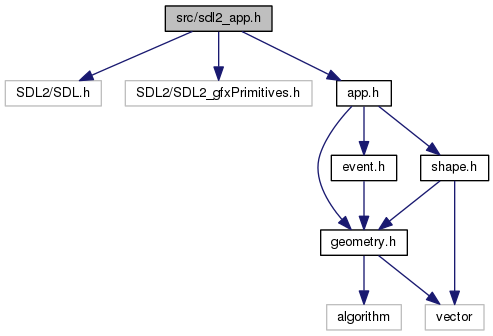 src/sdl2_app.h
SDL2/SDL.h
SDL2/SDL2_gfxPrimitives.h
app.h
event.h
shape.h
geometry.h
algorithm
vector